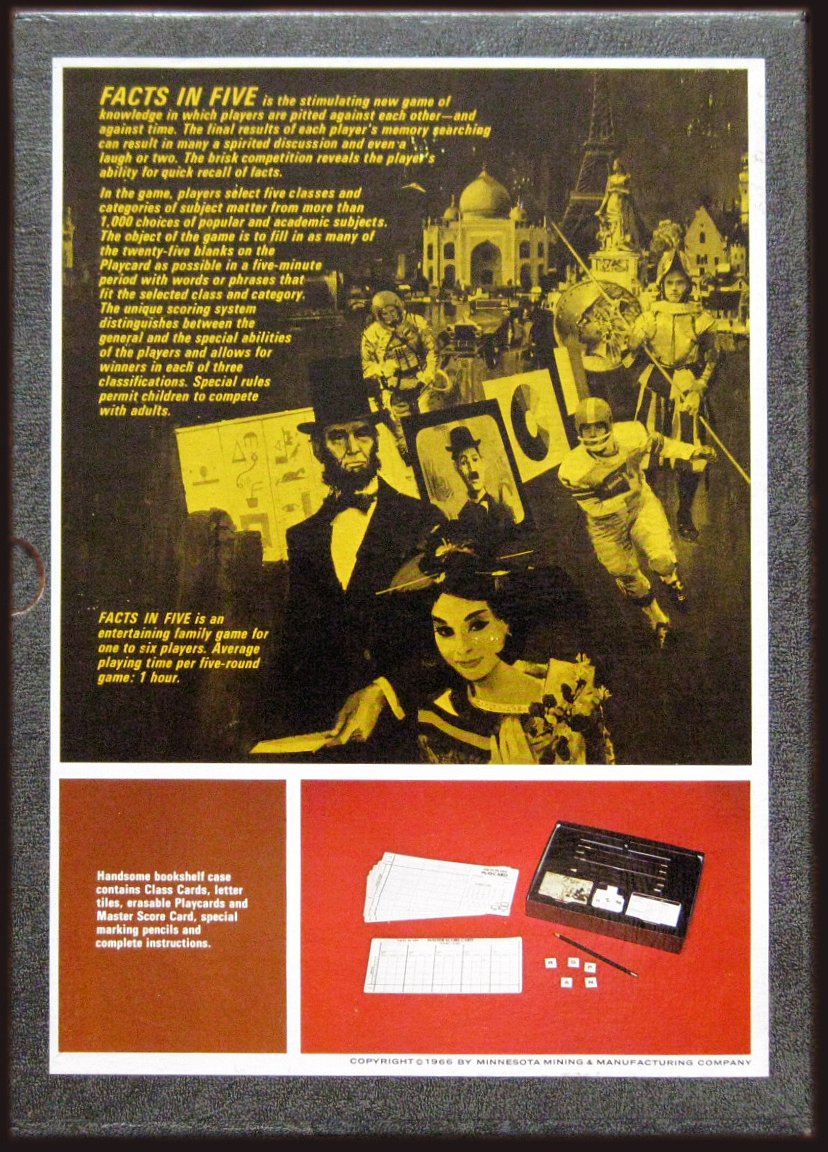 FACTS IN FIVE is the stimulating new game of
knowledge in which players are pitted against each other—and
against time. The final results of each player's memory searching
can result in many a spirited discussion and even a
laugh or two. The brisk competition reveals the player's
ability for quick recall of facts.
In the game, players select five classes and
categories of subject matter from more than
1,000 choices of popular and academic subjects.
The object of the game is to fill in as many of
the twenty-five blanks on the
Playcard as possible in a five-minute
period with words or phrases that
fit the selected class and category.
The unique scoring system
distinguishes between the
general and the special abilities
of the players and allows for
winners in each of three
classifications. Special rules
permit children to compete
with adults.
C
FACTS IN FIVE is an
entertaining family game for
one to six players. Average
playing time per five-round
game: 1 hour.
Handsome bookshelf case
contains Class Cards, letter
tiles, erasable Playcards and
Master Score Card, special
marking pencils and
complete instructions.
PLAYCARD
MASTER SCORE CARD
COPYRIGHT © 1966 BY MINNESOTA MINING & MANUFACTURING COMPANY